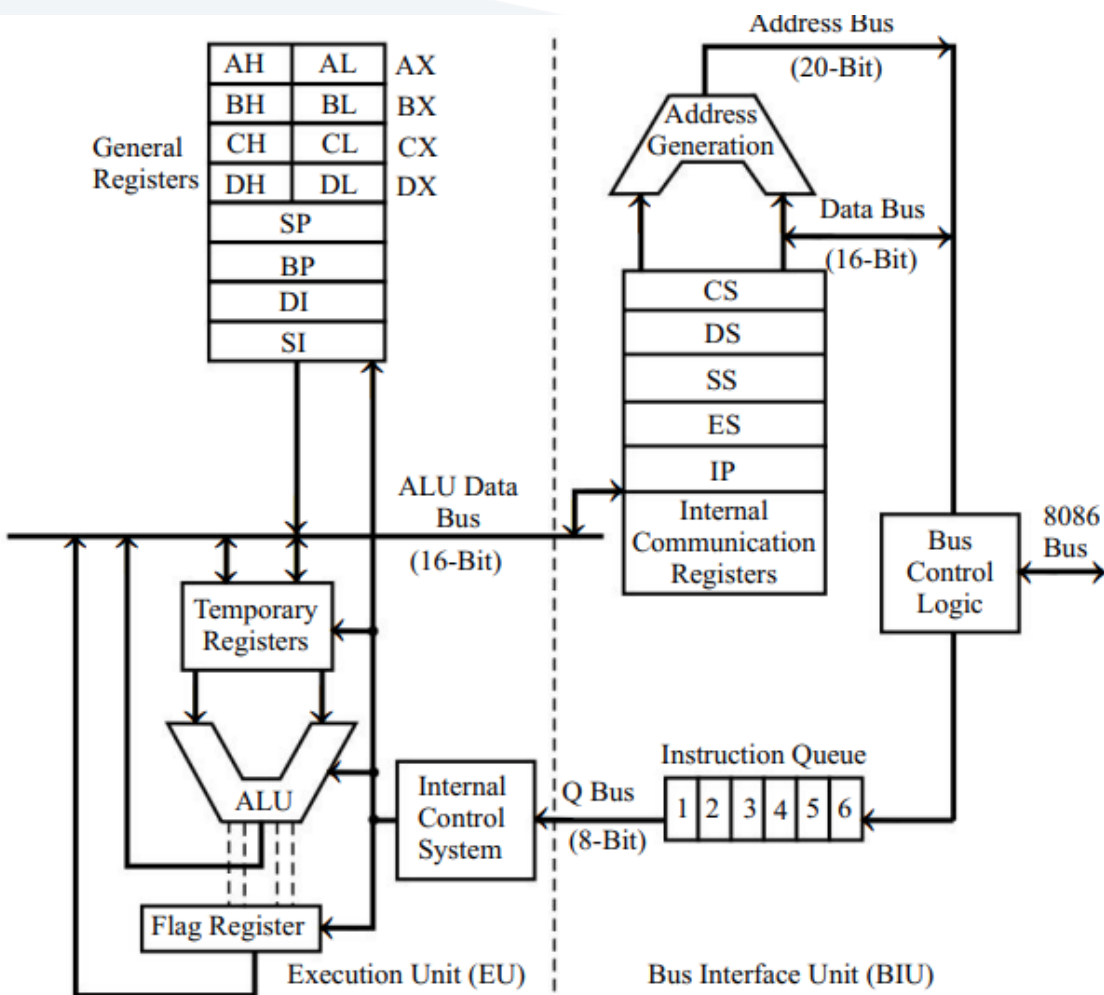 AH AL AX
BH BL BX
CH CL CX
DH DL DX
General
Registers
SP
BP
DI
SI
ALU Data
Bus
(16-Bit)
Temporary
Registers
ALU
Internal
Control
System
Flag Register
Execution Unit (EU)
Address Bus
(20-Bit)
Address
Generation
Data Bus
(16-Bit)
CS
DS
SS
ES
IP
Internal
Communication
Registers
Bus
Control
Logic
8086
Bus
Instruction Queue
1 2 3 4 5 6
Q Bus
(8-Bit)
Bus Interface Unit (BIU)